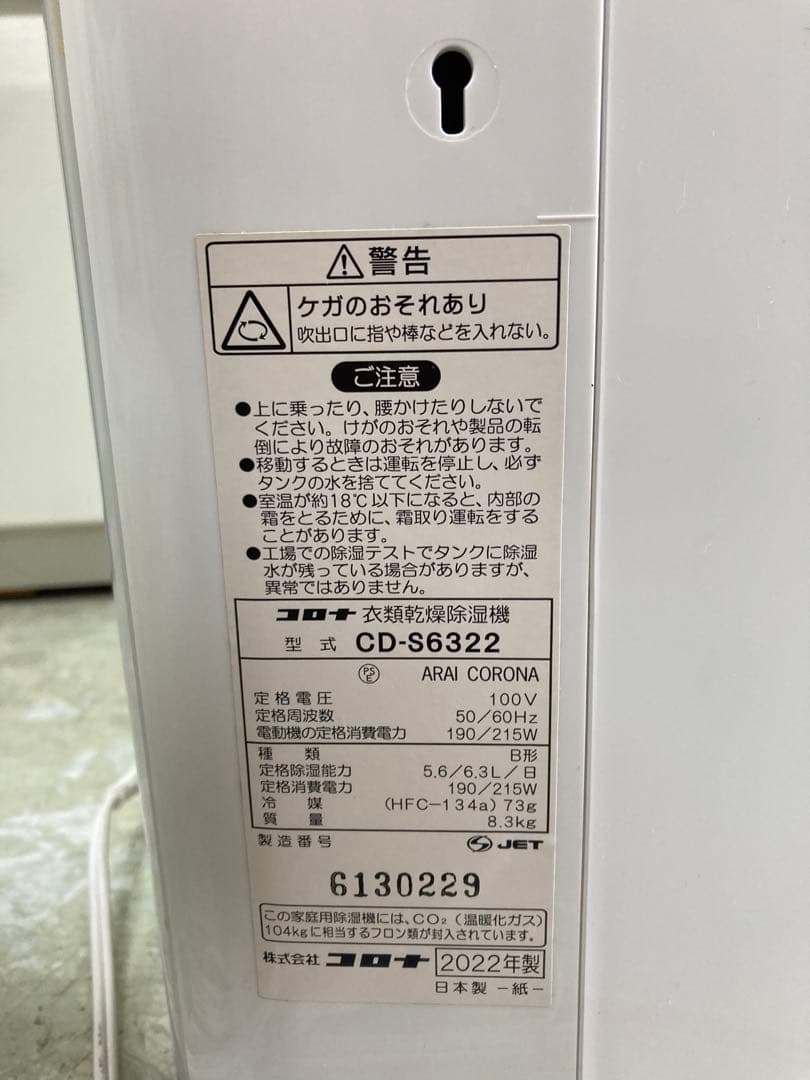 警告
ケガのおそれあり
吹出口に指や棒などを入れない。
ご注意
●上に乗ったり、腰かけたりしないで
ください。けがのおそれや製品の転
倒により故障のおそれがあります。
●移動するときは運転を停止し、必ず
タンクの水を捨ててください。
●室温が約18℃以下になると、内部の
霜をとるために、霜取り運転をする
ことがあります。
●工場での除湿テストでタンクに除湿
水が残っている場合がありますが、
異常ではありません。
コロナ 衣類乾燥除湿機
型式 CD-S6322
PSE ARAI CORONA
定格電圧 100V
定格周波数 50/60Hz
電動機の定格消費電力 190/215W
種類 B形
定格除湿能力 5.6/6.3L/日
定格消費電力 190/215W
冷媒 (HFC-134a) 73g
質量 8.3kg
製造番号 JET
6130229
この家庭用除湿機には、CO₂(温暖化ガス)
104kgに相当するフロン類が封入されています。
株式会社 コロナ 2022年製
日本製 -紙-